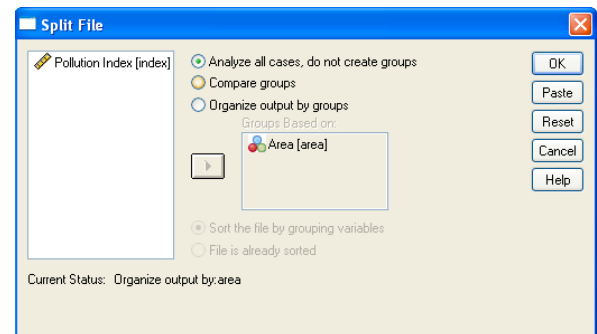 Split File
Pollution Index [index]
Analyze all cases, do not create groups
Compare groups
Organize output by groups
Groups Based on:
Area [area]
Sort the file by grouping variables
File is already sorted
OK
Paste
Reset
Cancel
Help
Current Status: Organize output by:area